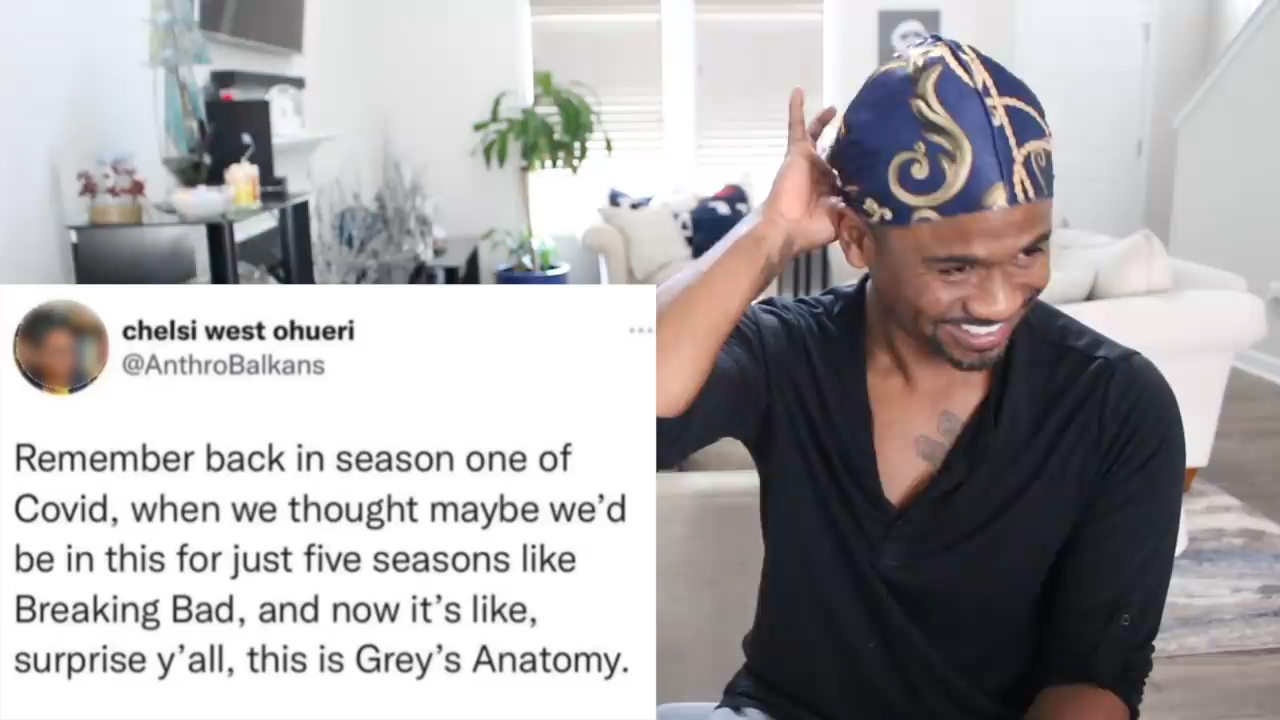 chelsi west ohueri
@AnthroBalkans
Remember back in season one of
Covid, when we thought maybe we’d
be in this for just five seasons like
Breaking Bad, and now it’s like,
surprise y’all, this is Grey’s Anatomy.